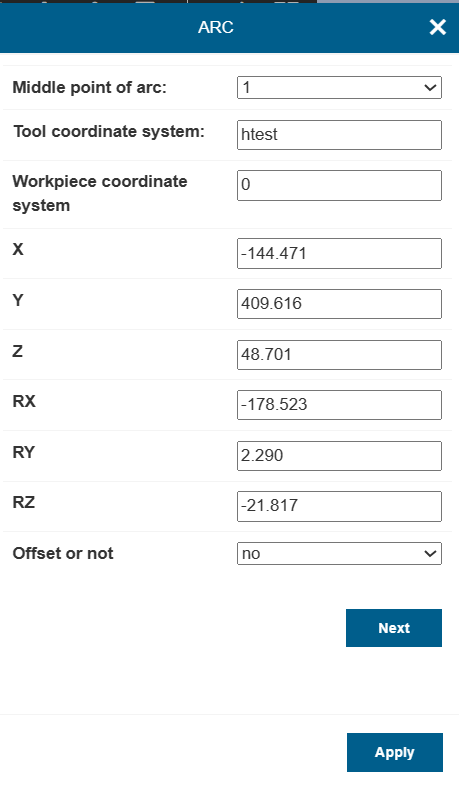 ARC
Middle point of arc: 1
Tool coordinate system: htest
Workpiece coordinate
system 0
X -144.471
Y 409.616
Z 48.701
RX -178.523
RY 2.290
RZ -21.817
Offset or not no
Next
Apply